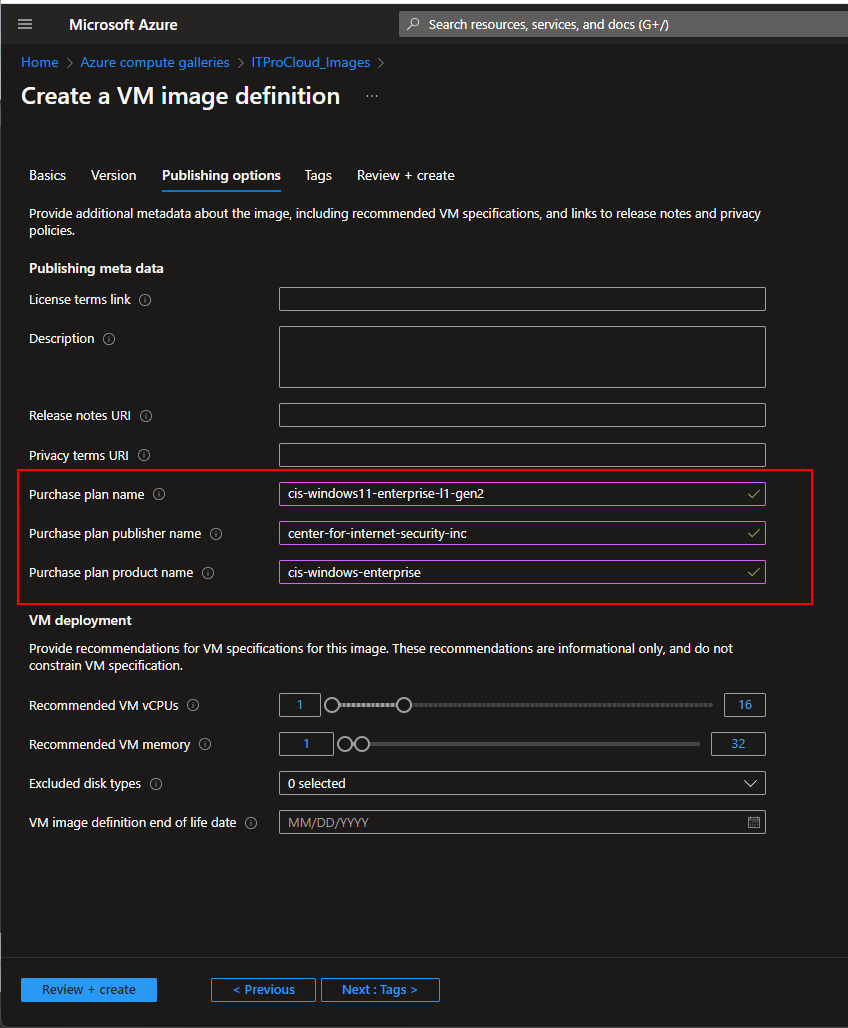 Microsoft Azure
Search resources, services, and docs (G+/)
Home > Azure compute galleries > ITProCloud_Images >
Create a VM image definition ...
Basics Version Publishing options Tags Review + create
Provide additional metadata about the image, including recommended VM specifications, and links to release notes and privacy
policies.
Publishing meta data
License terms link
Description
Release notes URI
Privacy terms URI
Purchase plan name cis-windows11-enterprise-l1-gen2
Purchase plan publisher name center-for-internet-security-inc
Purchase plan product name cis-windows-enterprise
VM deployment
Provide recommendations for VM specifications for this image. These recommendations are informational only, and do not
constrain VM specification.
Recommended VM vCPUs 1 16
Recommended VM memory 1 32
Excluded disk types 0 selected
VM image definition end of life date MM/DD/YYYY
Review + create < Previous Next : Tags >